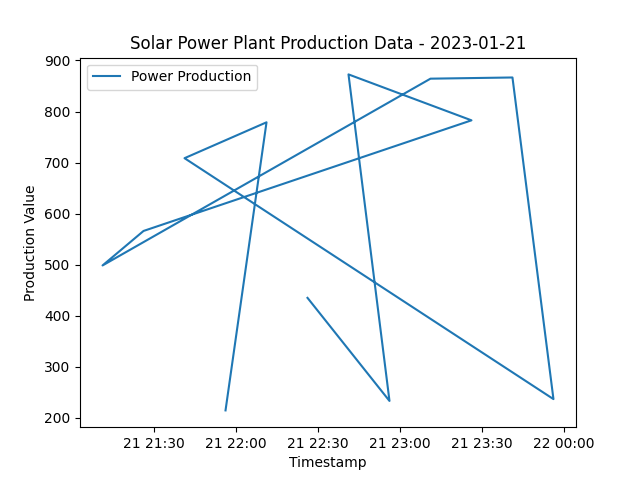 Solar Power Plant Production Data - 2023-01-21
Power Production
900
800
700
600
500
400
300
200
Production Value
21 21:30 21 22:00 21 22:30 21 23:00 21 23:30 22 00:00
Timestamp